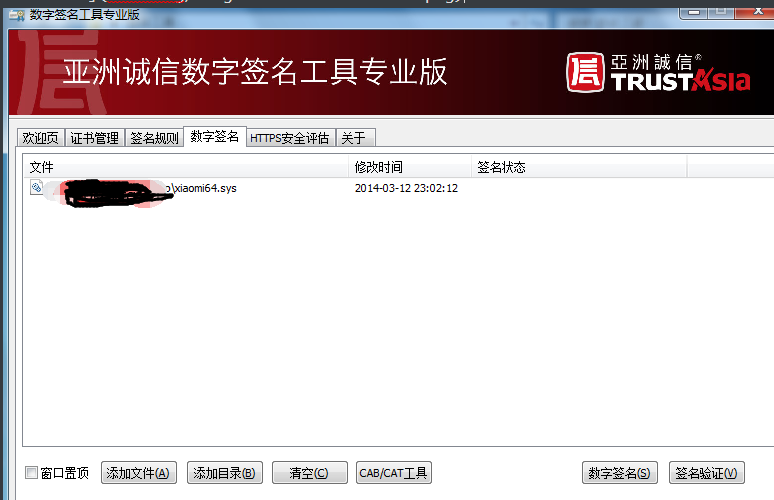 数字签名工具专业版
亚洲诚信数字签名工具专业版
亞洲誠信®
TRUSTAsia
欢迎页 证书管理 签名规则 数字签名 HTTPS安全评估 关于
文件 修改时间 签名状态
\xiaomi64.sys 2014-03-12 23:02:12
窗口置顶 添加文件(A) 添加目录(B) 清空(C) CAB/CAT工具 数字签名(S) 签名验证(V)